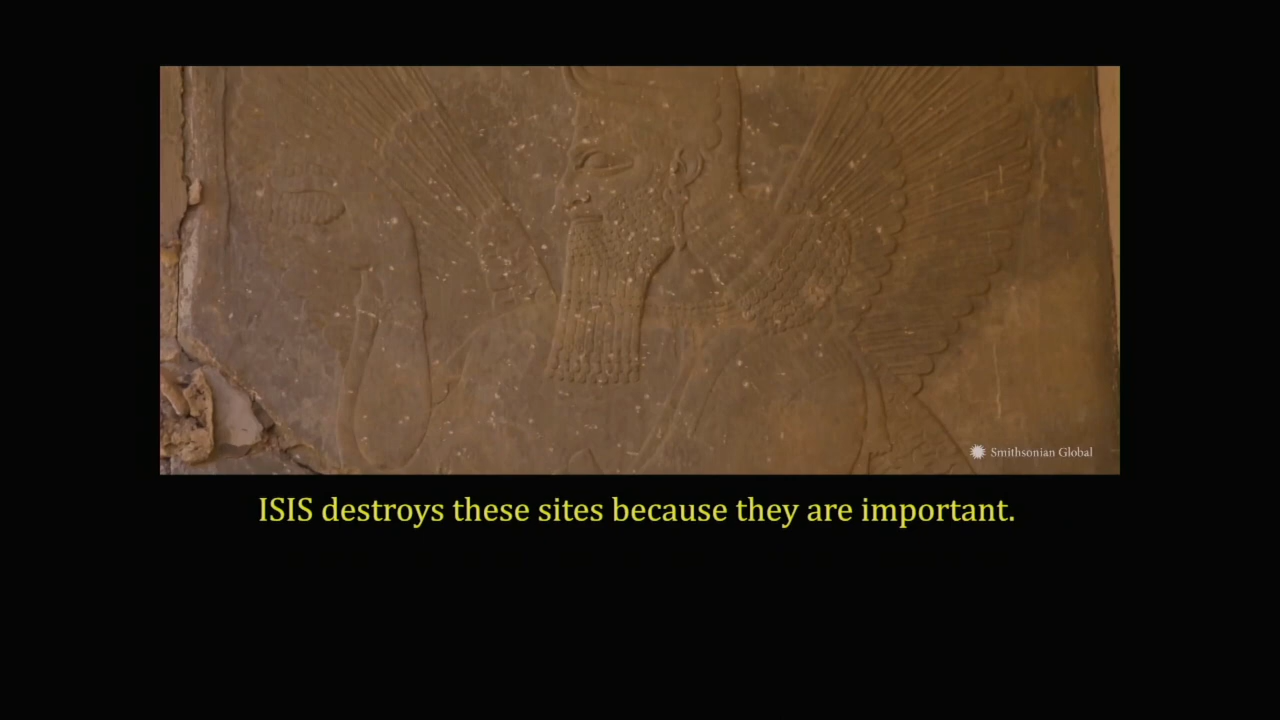 Smithsonian Global
ISIS destroys these sites because they are important.